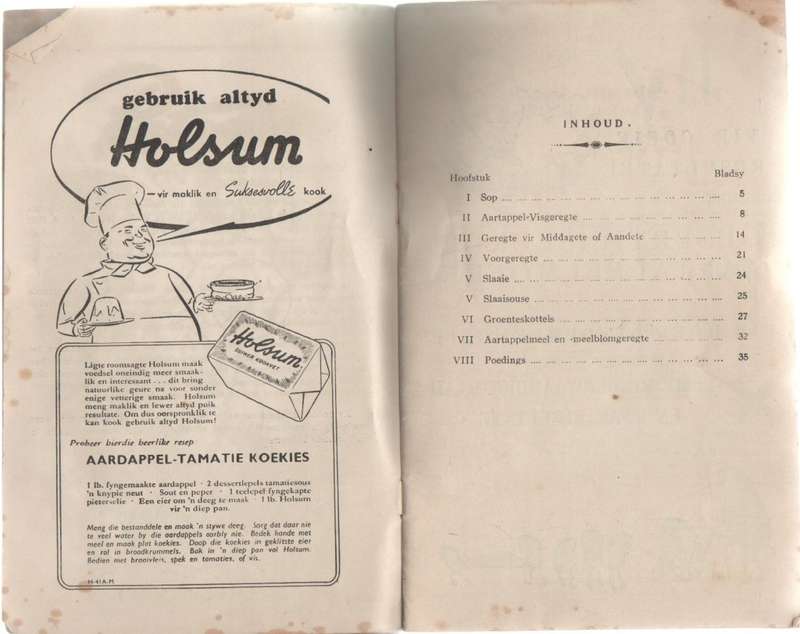 gebruik altyd
Holsum
—vir maklik en Suksesvolle kook
Holsum
SUIWER KOOKVET
Ligte roomsagte Holsum maak
voedsel oneindig meer smaak-
lik en interessant . . . dit bring
natuurlike geure na voor sonder
enige vetterige smaak. Holsum
meng maklik en lewer altyd puik
resultate. Om dus oorspronklik te
kan kook gebruik altyd Holsum!
Probeer hierdie heerlike resep
AARDAPPEL-TAMATIE KOEKIES
1 lb. fyngemaakte aardappel · 2 dessertlepels tamatiesous
'n knypie neut · Sout en peper · 1 teelepel fyngekapte
pietersielie · Een eier om 'n deeg te maak · 1 lb. Holsum
vir 'n diep pan.
Meng die bestanddele en maak 'n stywe deeg. Sorg dat daar nie
te veel water by die aardappels oorbly nie. Bedek hande met
meel en maak plat koekies. Doop die koekies in geklitste eier
en rol in broodkrummels. Bak in 'n diep pan vol Holsum.
Bedien met braaivleis, spek en tamaties, of vis.
H-41A-M
INHOUD.
Hoofstuk Bladsy
I Sop 5
II Aartappel-Visgeregte 8
III Geregte vir Middagete of Aandete 14
IV Voorgeregte 21
V Slaaie 24
V Slaaisouse 25
VI Groenteskottels 27
VII Aartappelmeel en -meelblomgeregte 32
VIII Poedings 35